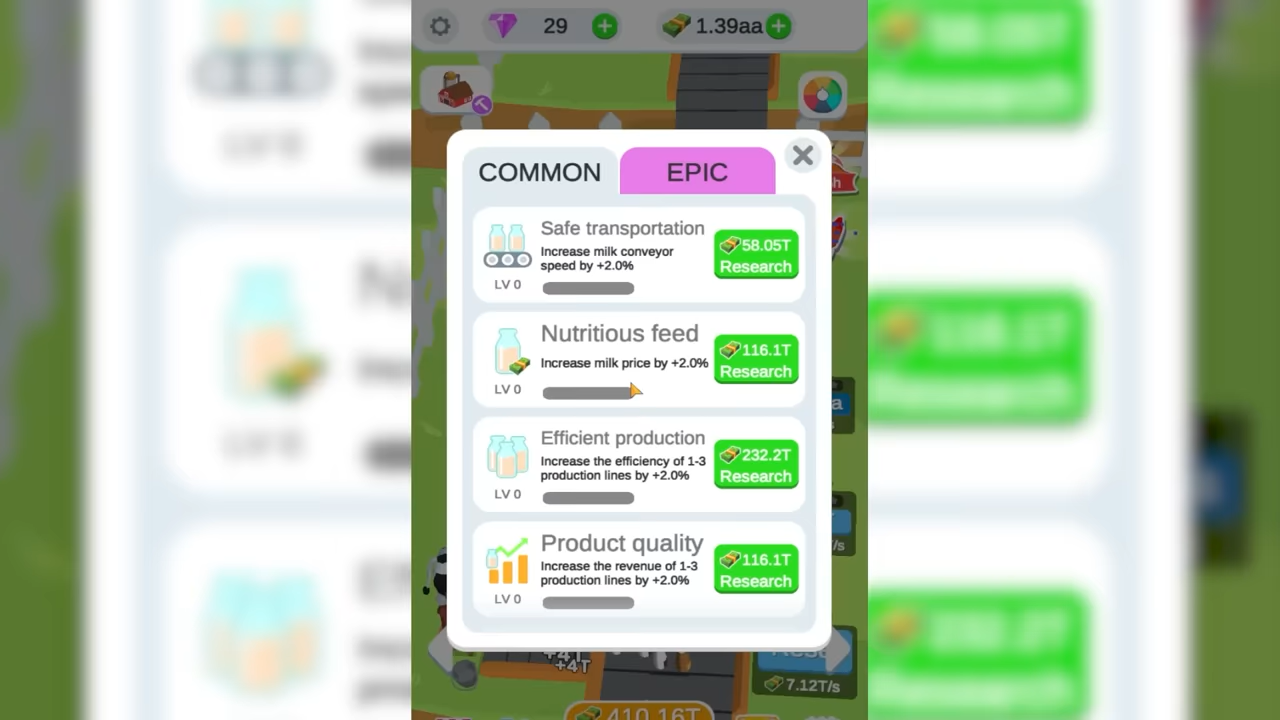 29
1.39aa
COMMON
EPIC
Safe transportation
Increase milk conveyor
speed by +2.0%
LV 0
58.05T
Research
Nutritious feed
Increase milk price by +2.0%
LV 0
116.1T
Research
Efficient production
Increase the efficiency of 1-3
production lines by +2.0%
LV 0
232.2T
Research
Product quality
Increase the revenue of 1-3
production lines by +2.0%
LV 0
116.1T
Research
+4T
+4T
7.12T/s
410.16T